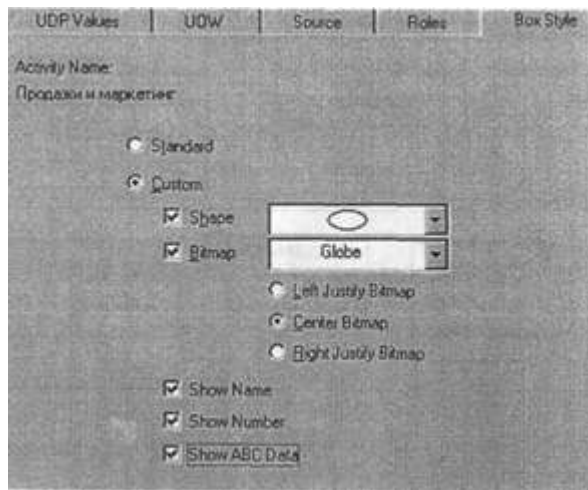 UDP Values UOW Source Roles Box Style
Activity Name:
Продажи и маркетинг
Standard
Custom
Shape
Bitmap Globe
Left Justify Bitmap
Center Bitmap
Right Justify Bitmap
Show Name
Show Number
Show ABC Data